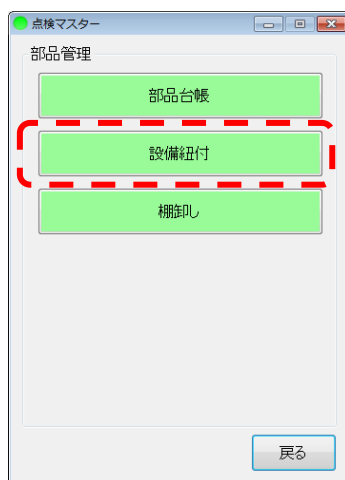 点検マスター
部品管理
部品台帳
設備紐付
棚卸し
戻る